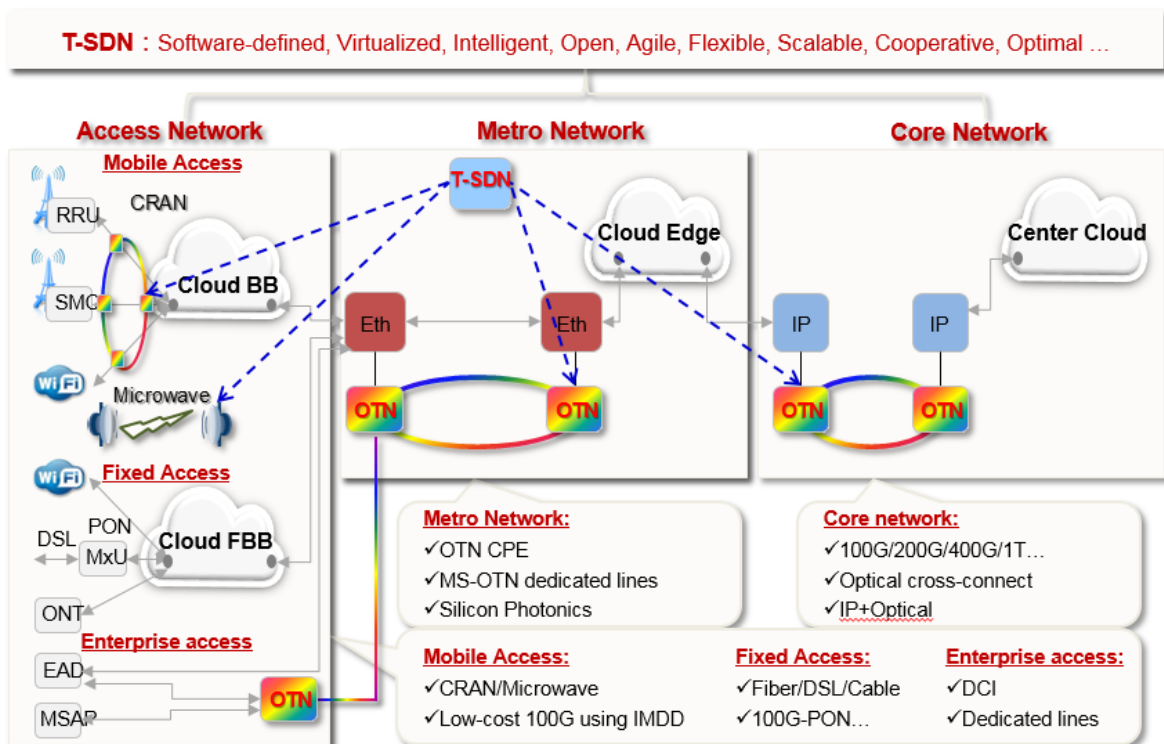 T-SDN : Software-defined, Virtualized, Intelligent, Open, Agile, Flexible, Scalable, Cooperative, Optimal ...
Access Network
Metro Network
Core Network
Mobile Access
RRU
CRAN
SMC
Cloud BB
WiFi
Microwave
Fixed Access
WiFi
PON
DSL
MxU
Cloud FBB
ONT
Enterprise access
EAD
MSAP
OTN
T-SDN
Cloud Edge
Eth
Eth
OTN
OTN
Center Cloud
IP
IP
OTN
OTN
Metro Network:
✓OTN CPE
✓MS-OTN dedicated lines
✓Silicon Photonics
Core network:
✓100G/200G/400G/1T...
✓Optical cross-connect
✓IP+Optical
Mobile Access:
✓CRAN/Microwave
✓Low-cost 100G using IMDD
Fixed Access:
✓Fiber/DSL/Cable
✓100G-PON...
Enterprise access:
✓DCI
✓Dedicated lines